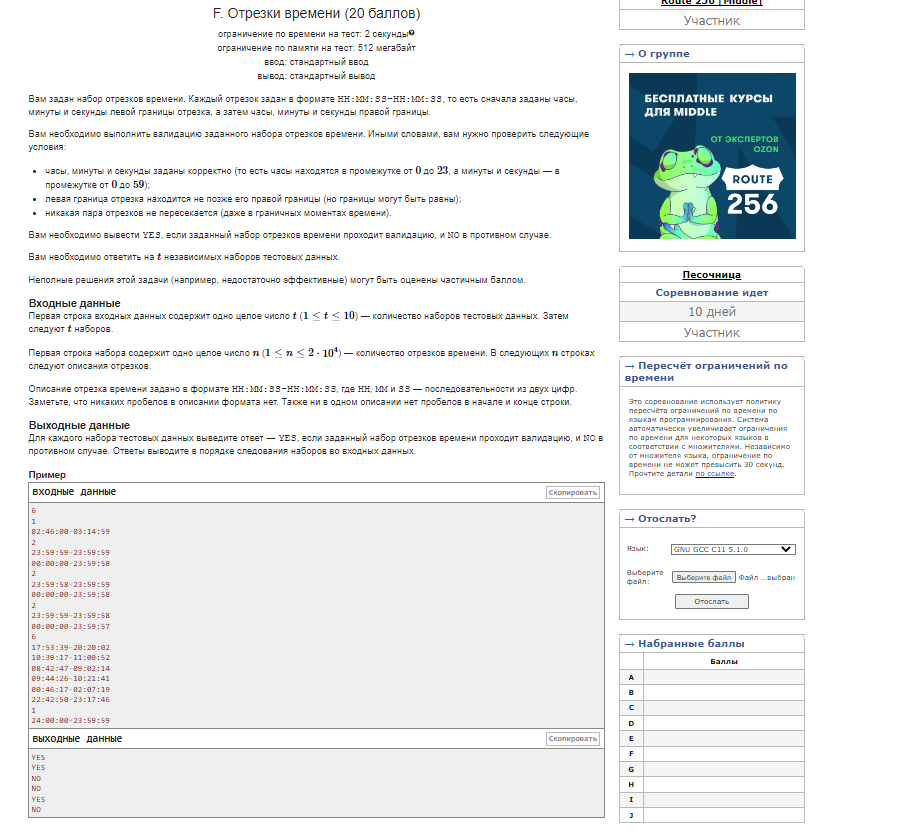 F. Отрезки времени (20 баллов)
ограничение по времени на тест: 2 секунды
ограничение по памяти на тест: 512 мегабайт
ввод: стандартный ввод
вывод: стандартный вывод
Вам задан набор отрезков времени. Каждый отрезок задан в формате HH:MM:SS-HH:MM:SS, то есть сначала заданы часы,
минуты и секунды левой границы отрезка, а затем часы, минуты и секунды правой границы.
Вам необходимо выполнить валидацию заданного набора отрезков времени. Иными словами, вам нужно проверить следующие
условия:
• часы, минуты и секунды заданы корректно (то есть часы находятся в промежутке от 0 до 23, а минуты и секунды — в
промежутке от 0 до 59);
• левая граница отрезка находится не позже его правой границы (но границы могут быть равны);
• никакая пара отрезков не пересекается (даже в граничных моментах времени).
Вам необходимо вывести YES, если заданный набор отрезков времени проходит валидацию, и NO в противном случае.
Вам необходимо ответить на t независимых наборов тестовых данных.
Неполные решения этой задачи (например, недостаточно эффективные) могут быть оценены частичным баллом.
Входные данные
Первая строка входных данных содержит одно целое число t (1 ≤ t ≤ 10) — количество наборов тестовых данных. Затем
следуют t наборов.
Первая строка набора содержит одно целое число n (1 ≤ n ≤ 2 · 10⁴) — количество отрезков времени. В следующих n строках
следуют описания отрезков.
Описание отрезка времени задано в формате HH:MM:SS-HH:MM:SS, где HH, MM и SS — последовательности из двух цифр.
Заметьте, что никаких пробелов в описании формата нет. Также ни в одном описании нет пробелов в начале и конце строки.
Выходные данные
Для каждого набора тестовых данных выведите ответ — YES, если заданный набор отрезков времени проходит валидацию, и NO в
противном случае. Ответы выводите в порядке следования наборов во входных данных.
Пример
входные данные
Скопировать
6
1
02:46:00-03:14:59
2
23:59:59-23:59:59
00:00:00-23:59:58
2
23:59:58-23:59:59
00:00:00-23:59:58
2
23:59:59-23:59:58
00:00:00-23:59:57
6
17:53:39-20:20:02
10:39:17-11:00:52
08:42:47-09:02:14
09:44:26-10:21:41
00:46:17-02:07:19
22:42:50-23:17:46
1
24:00:00-23:59:59
выходные данные
Скопировать
YES
YES
NO
NO
YES
NO
Route 256 [Middle]
Участник
→ О группе
БЕСПЛАТНЫЕ КУРСЫ
ДЛЯ MIDDLE
ОТ ЭКСПЕРТОВ
OZON
ROUTE
256
Песочница
Соревнование идет
10 дней
Участник
→ Пересчёт ограничений по
времени
Это соревнование использует политику
пересчёта ограничений по времени по
языкам программирования. Система
автоматически увеличивает ограничения
по времени для некоторых языков в
соответствии с множителями. Независимо
от множителя языка, ограничение по
времени не может превысить 30 секунд.
Прочтите детали по ссылке.
→ Отослать?
Язык: GNU GCC C11 5.1.0
Выберите
файл: Выберите файл Файл ...выбран
Отослать
→ Набранные баллы
Баллы
A
B
C
D
E
F
G
H
I
J